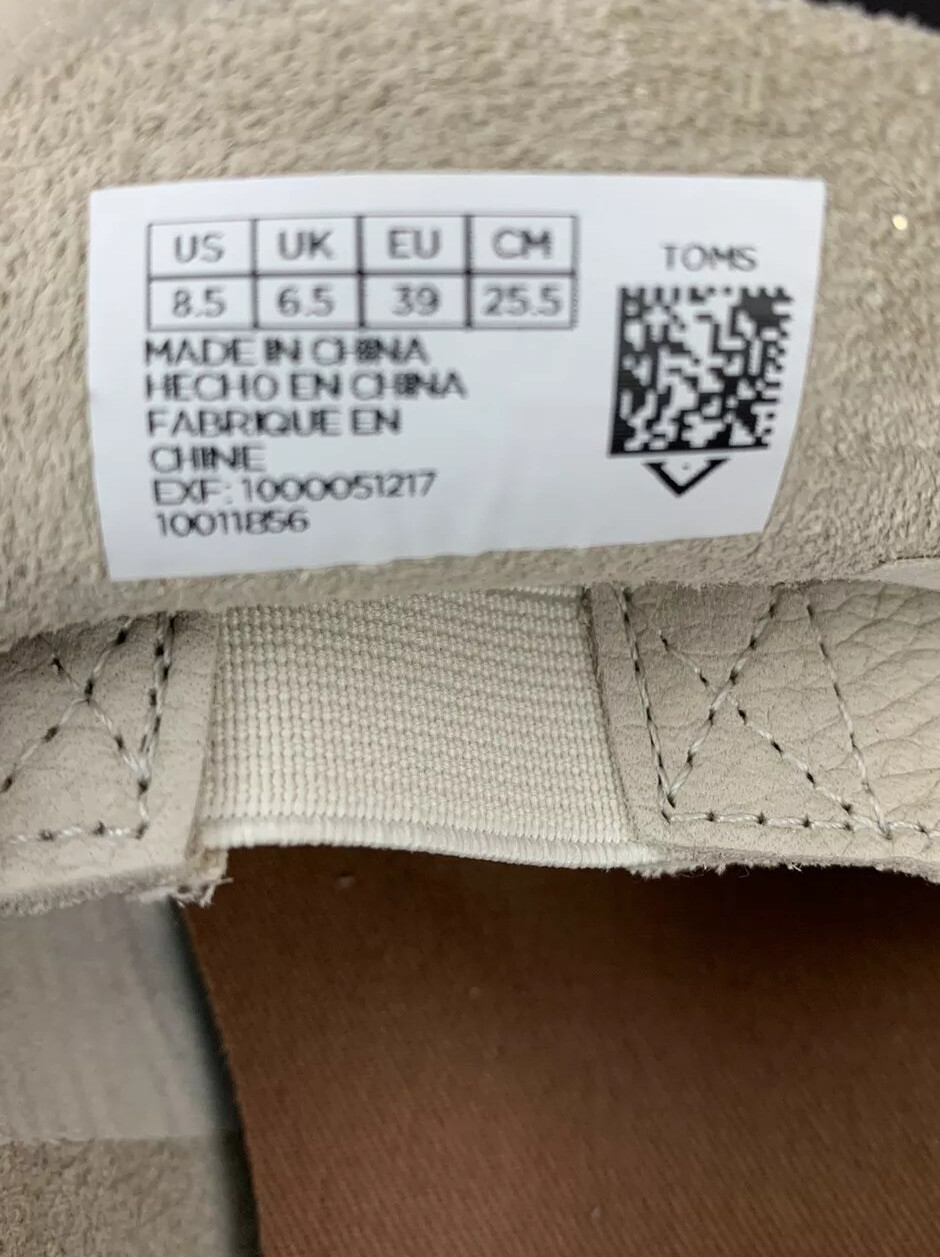 US UK EU CM
8.5 6.5 39 25.5
MADE IN CHINA
HECHO EN CHINA
FABRIQUE EN
CHINE
EXF: 1000051217
10011856
TOMS